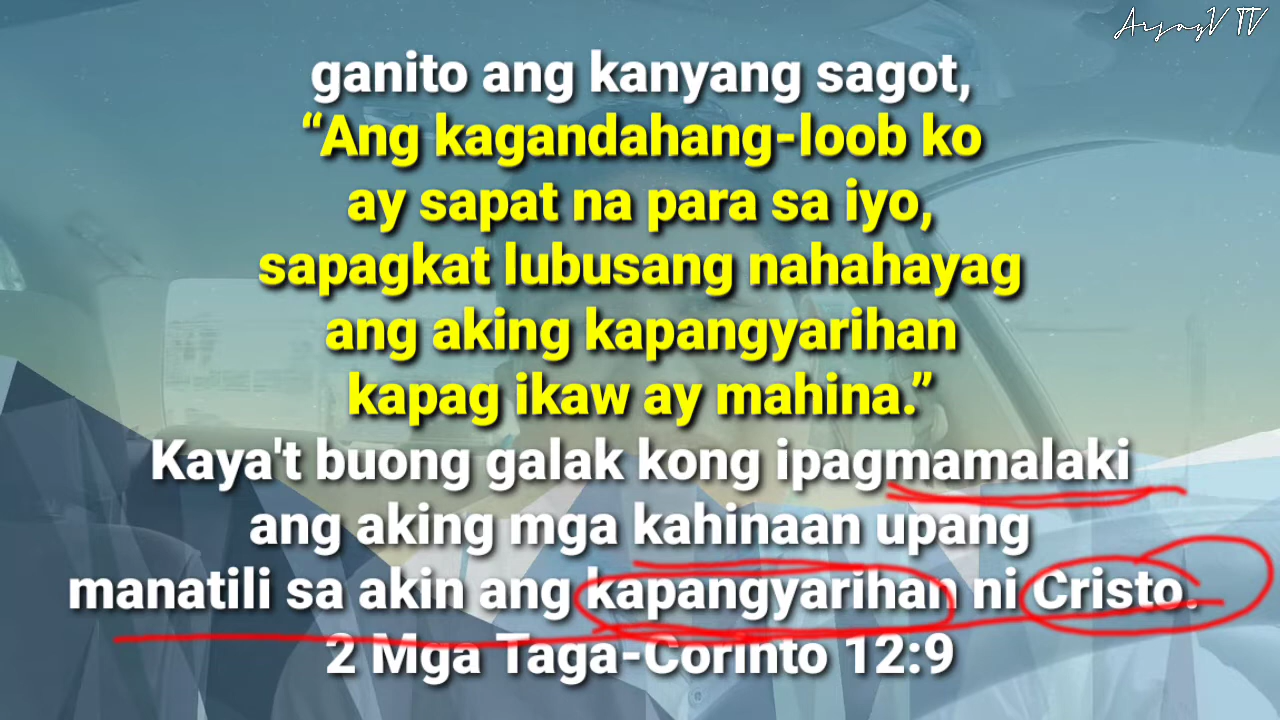 ArjayV TV
ganito ang kanyang sagot,
“Ang kagandahang-loob ko
ay sapat na para sa iyo,
sapagkat lubusang nahahayag
ang aking kapangyarihan
kapag ikaw ay mahina.”
Kaya't buong galak kong ipagmamalaki
ang aking mga kahinaan upang
manatili sa akin ang kapangyarihan ni Cristo.
2 Mga Taga-Corinto 12:9